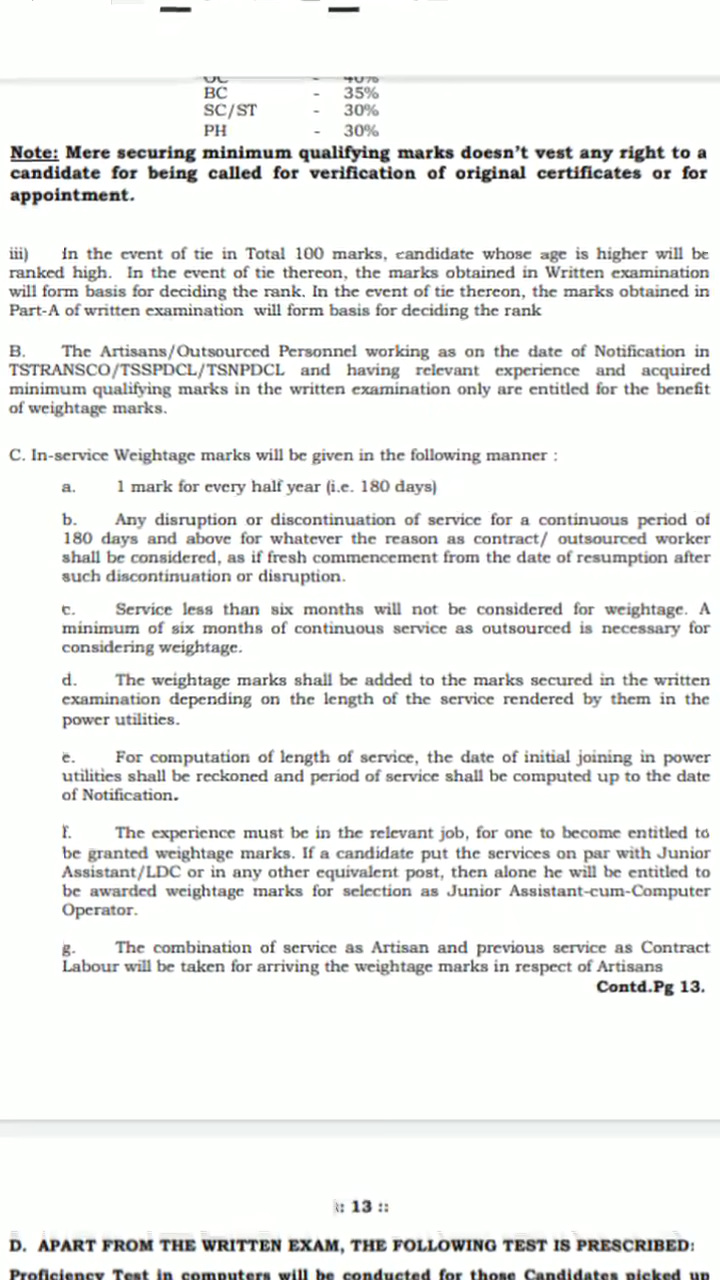 OC - 40%
BC - 35%
SC/ST - 30%
PH - 30%
Note: Mere securing minimum qualifying marks doesn't vest any right to a
candidate for being called for verification of original certificates or for
appointment.
iii) In the event of tie in Total 100 marks, candidate whose age is higher will be
ranked high. In the event of tie thereon, the marks obtained in Written examination
will form basis for deciding the rank. In the event of tie thereon, the marks obtained in
Part-A of written examination will form basis for deciding the rank
B. The Artisans/Outsourced Personnel working as on the date of Notification in
TSTRANSCO/TSSPDCL/TSNPDCL and having relevant experience and acquired
minimum qualifying marks in the written examination only are entitled for the benefit
of weightage marks.
C. In-service Weightage marks will be given in the following manner :
a. 1 mark for every half year (i.e. 180 days)
b. Any disruption or discontinuation of service for a continuous period of
180 days and above for whatever the reason as contract/ outsourced worker
shall be considered, as if fresh commencement from the date of resumption after
such discontinuation or disruption.
c. Service less than six months will not be considered for weightage. A
minimum of six months of continuous service as outsourced is necessary for
considering weightage.
d. The weightage marks shall be added to the marks secured in the written
examination depending on the length of the service rendered by them in the
power utilities.
e. For computation of length of service, the date of initial joining in power
utilities shall be reckoned and period of service shall be computed up to the date
of Notification.
f. The experience must be in the relevant job, for one to become entitled to
be granted weightage marks. If a candidate put the services on par with Junior
Assistant/LDC or in any other equivalent post, then alone he will be entitled to
be awarded weightage marks for selection as Junior Assistant-cum-Computer
Operator.
g. The combination of service as Artisan and previous service as Contract
Labour will be taken for arriving the weightage marks in respect of Artisans
Contd.Pg 13.
:: 13 ::
D. APART FROM THE WRITTEN EXAM, THE FOLLOWING TEST IS PRESCRIBED:
Proficiency Test in computers will be conducted for those Candidates picked up